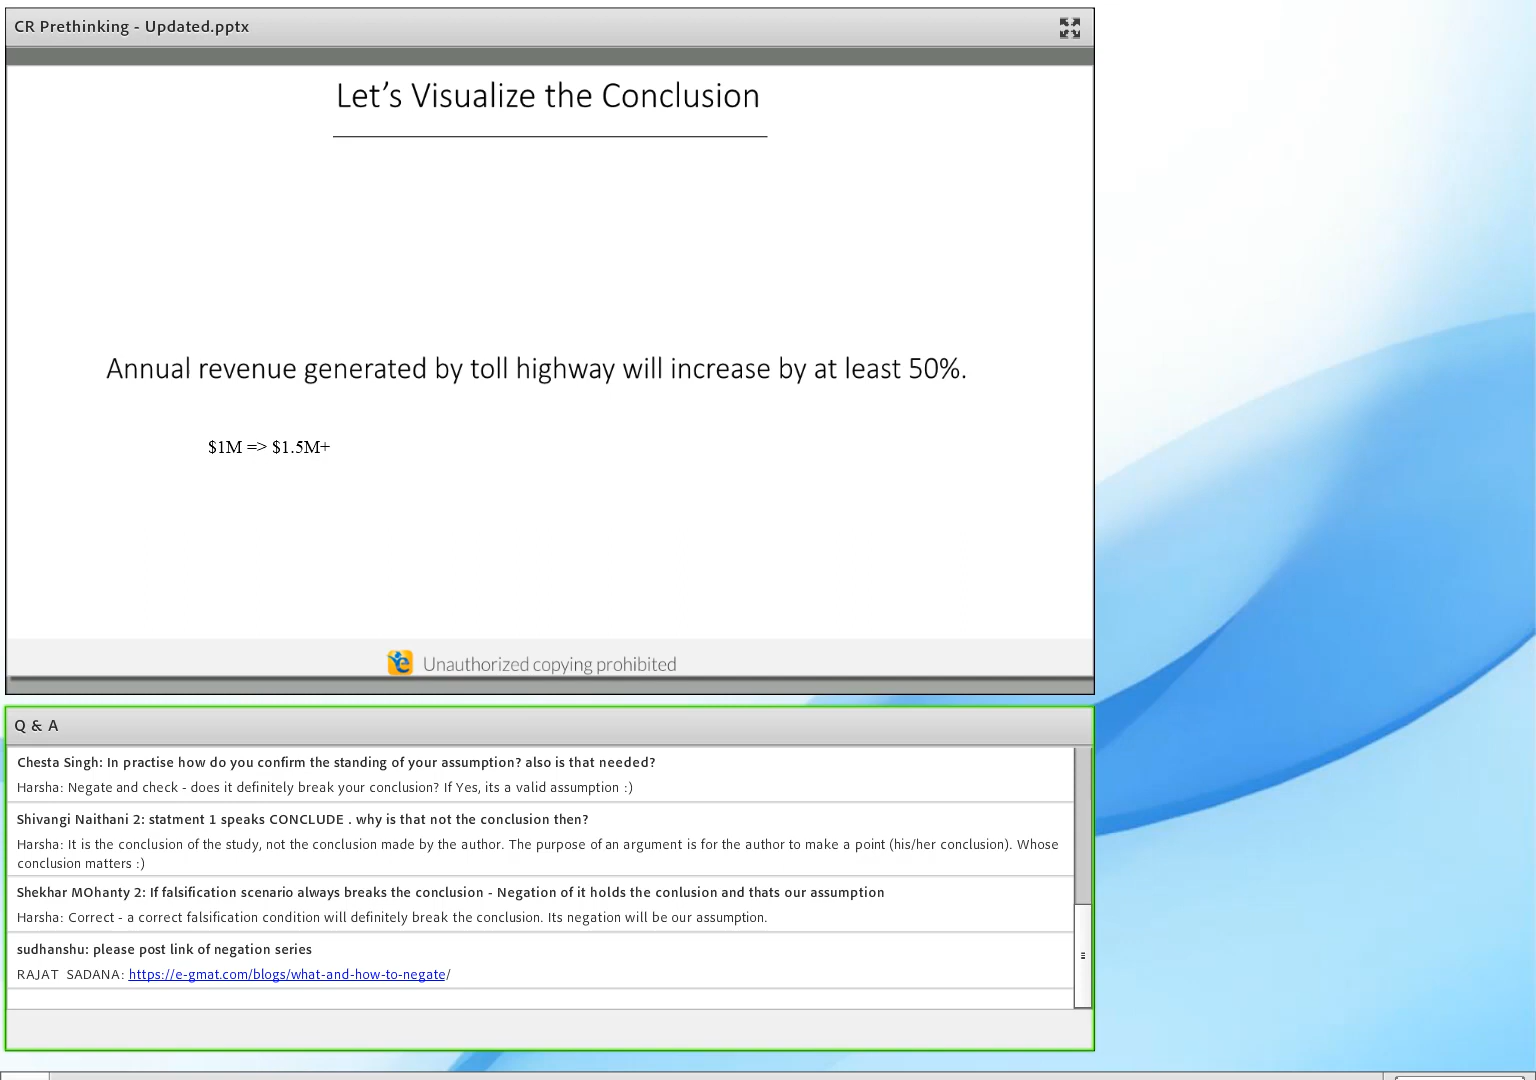 CR Prethinking - Updated.pptx
Let's Visualize the Conclusion
Annual revenue generated by toll highway will increase by at least 50%.
$1M => $1.5M+
Unauthorized copying prohibited
Q & A
Chesta Singh: In practise how do you confirm the standing of your assumption? also is that needed?
Harsha: Negate and check - does it definitely break your conclusion? If Yes, its a valid assumption :)
Shivangi Naithani 2: statment 1 speaks CONCLUDE . why is that not the conclusion then?
Harsha: It is the conclusion of the study, not the conclusion made by the author. The purpose of an argument is for the author to make a point (his/her conclusion). Whose
conclusion matters :)
Shekhar MOhanty 2: If falsification scenario always breaks the conclusion - Negation of it holds the conlusion and thats our assumption
Harsha: Correct - a correct falsification condition will definitely break the conclusion. Its negation will be our assumption.
sudhanshu: please post link of negation series
RAJAT SADANA: https://e-gmat.com/blogs/what-and-how-to-negate/